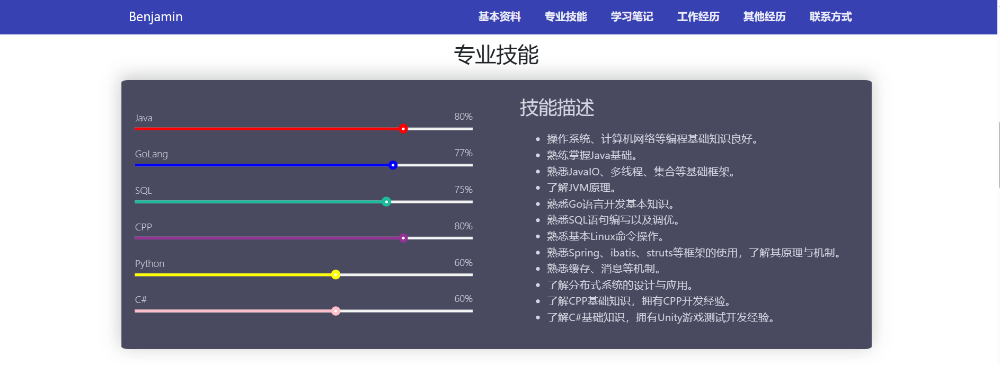 Benjamin 基本资料 专业技能 学习笔记 工作经历 其他经历 联系方式
专业技能
Java 80%
GoLang 77%
SQL 75%
CPP 80%
Python 60%
C# 60%
技能描述
操作系统、计算机网络等编程基础知识良好。
熟练掌握Java基础。
熟悉JavaIO、多线程、集合等基础框架。
了解JVM原理。
熟悉Go语言开发基本知识。
熟悉SQL语句编写以及调优。
熟悉基本Linux命令操作。
熟悉Spring、ibatis、struts等框架的使用，了解其原理与机制。
熟悉缓存、消息等机制。
了解分布式系统的设计与应用。
了解CPP基础知识，拥有CPP开发经验。
了解C#基础知识，拥有Unity游戏测试开发经验。